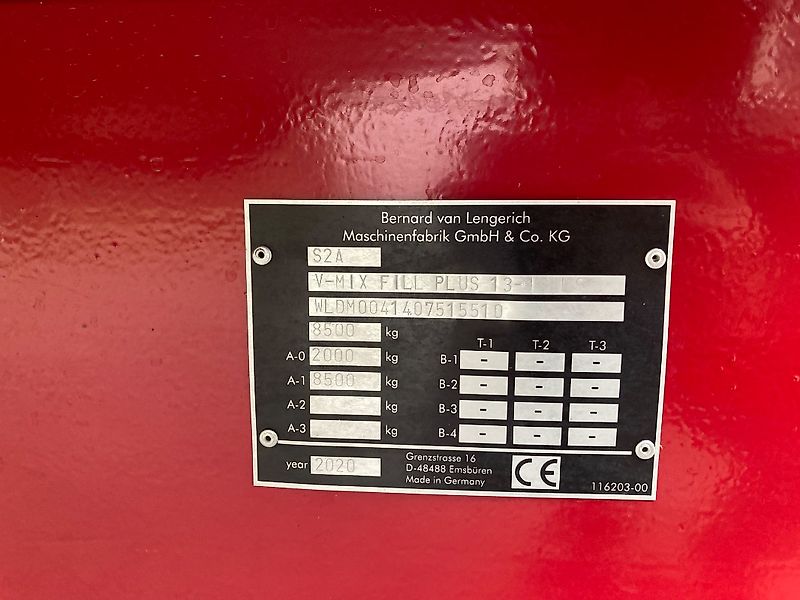 Bernard van Lengerich
Maschinenfabrik GmbH & Co. KG
S2A
V-MIX FILL PLUS 13-
WLDM0041407515510
8500 kg
A-0 2000 kg
A-1 8500 kg
A-2 kg
A-3 kg
T-1 T-2 T-3
B-1 - - -
B-2 - - -
B-3 - - -
B-4 - - -
year 2020
Grenzstrasse 16
D-48488 Emsbüren
Made in Germany
CE
116203-00